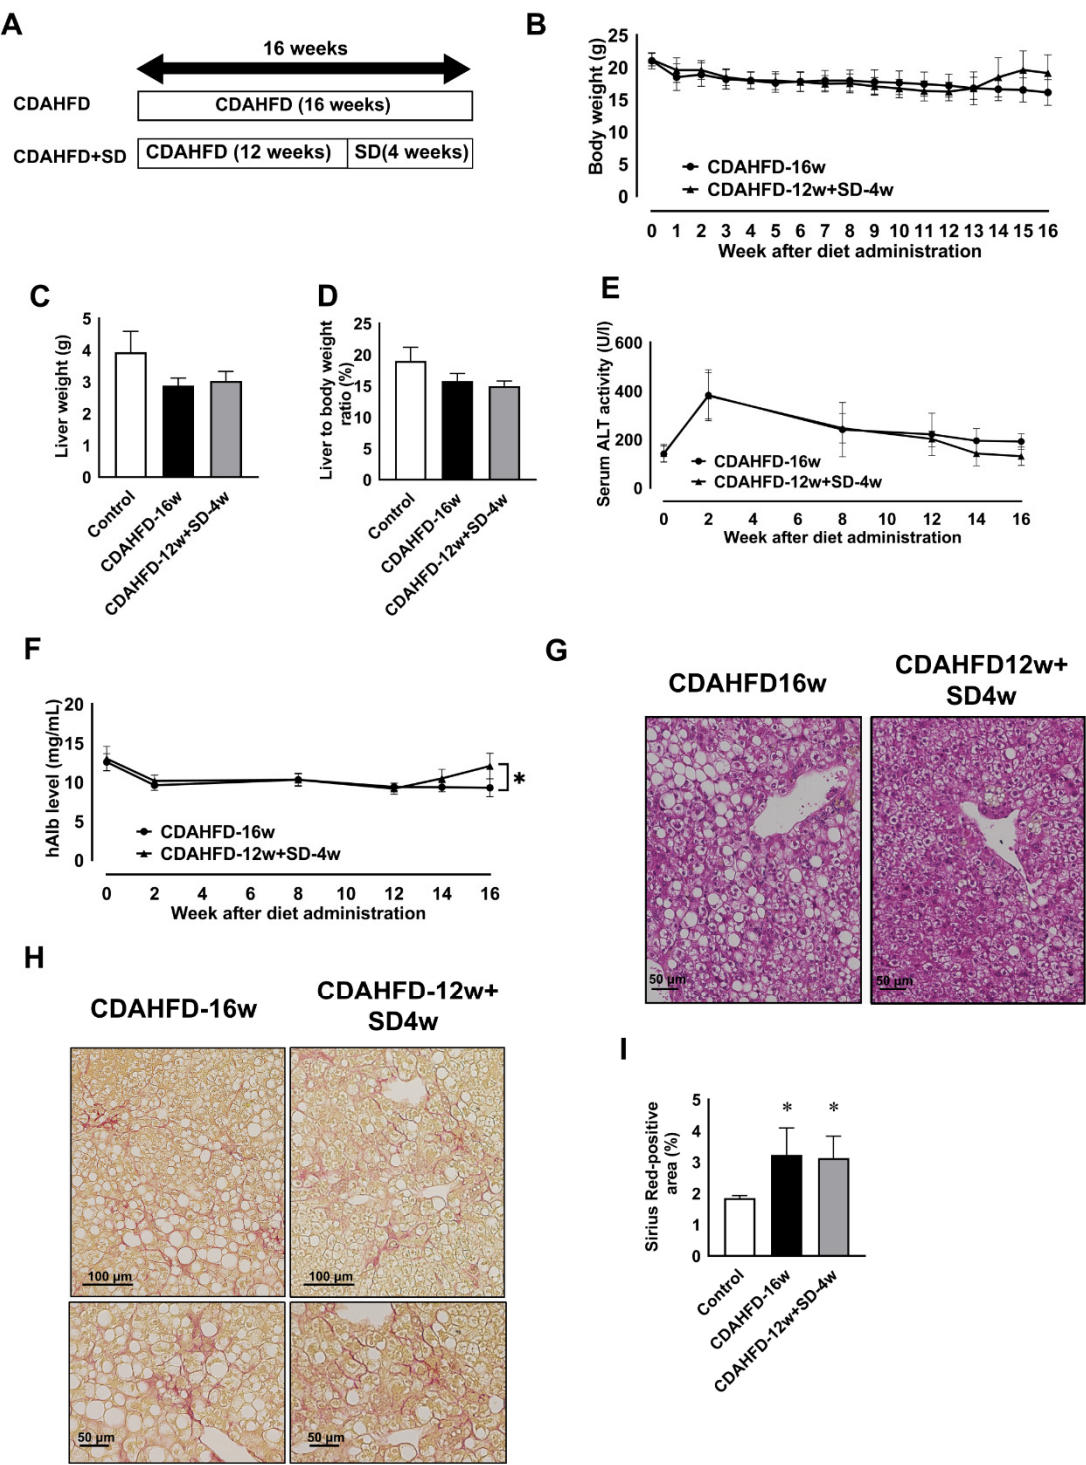 A
16 weeks
CDAHFD
CDAHFD (16 weeks)
CDAHFD+SD
CDAHFD (12 weeks)
SD(4 weeks)
B
Body weight (g)
25
20
15
10
5
0
CDAHFD-16w
CDAHFD-12w+SD-4w
0 1 2 3 4 5 6 7 8 9 10 11 12 13 14 15 16
Week after diet administration
C
Liver weight (g)
5
4
3
2
1
0
Control
CDAHFD-16w
CDAHFD-12w+SD-4w
D
Liver to body weight
ratio (%)
25
20
15
10
5
0
Control
CDAHFD-16w
CDAHFD-12w+SD-4w
E
Serum ALT activity (U/l)
600
400
200
0
CDAHFD-16w
CDAHFD-12w+SD-4w
0 2 4 6 8 10 12 14 16
Week after diet administration
F
hAlb level (mg/mL)
20
15
10
5
0
*
CDAHFD-16w
CDAHFD-12w+SD-4w
0 2 4 6 8 10 12 14 16
Week after diet administration
G
CDAHFD16w
CDAHFD12w+
SD4w
50 µm
50 µm
H
CDAHFD-16w
CDAHFD-12w+
SD4w
100 µm
100 µm
50 µm
50 µm
I
Sirius Red-positive
area (%)
5
4
3
2
1
0
* *
Control
CDAHFD-16w
CDAHFD-12w+SD-4w